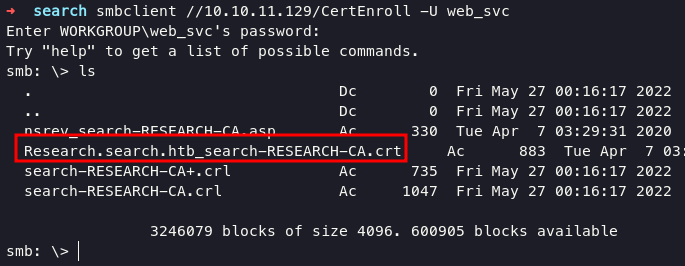 ➜ search smbclient //10.10.11.129/CertEnroll -U web_svc
Enter WORKGROUP\web_svc's password:
Try "help" to get a list of possible commands.
smb: \> ls
. Dc 0 Fri May 27 00:16:17 2022
.. Dc 0 Fri May 27 00:16:17 2022
nsrev_search-RESEARCH-CA.asp Ac 330 Tue Apr 7 03:29:31 2020
Research.search.htb_search-RESEARCH-CA.crt Ac 883 Tue Apr 7 03
search-RESEARCH-CA+.crl Ac 735 Fri May 27 00:16:17 2022
search-RESEARCH-CA.crl Ac 1047 Fri May 27 00:16:17 2022
3246079 blocks of size 4096. 600905 blocks available
smb: \>